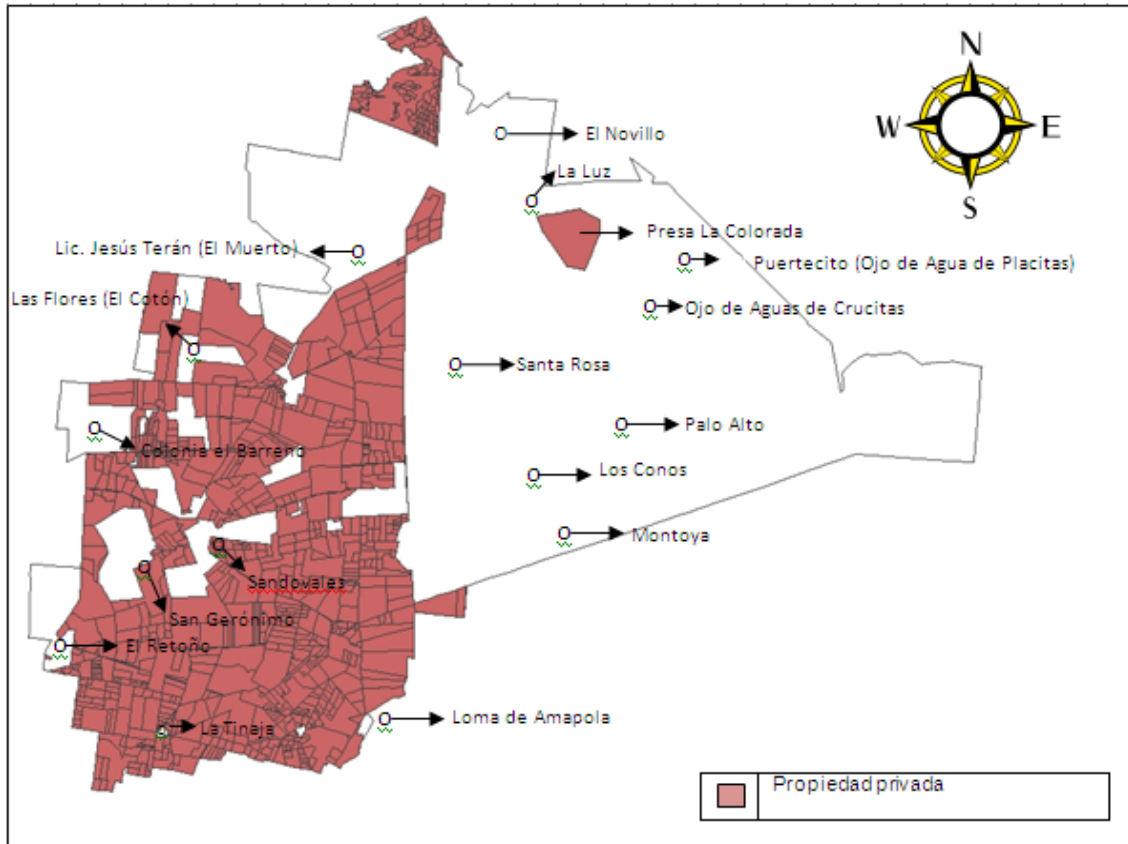 N
El Novillo
W
E
La Luz
S
Presa La Colorada
Lic. Jesús Terán (El Muerto)
Puertecito (Ojo de Agua de Placitas)
Las Flores (El Cotón)
Ojo de Aguas de Crucitas
Santa Rosa
Palo Alto
Colonia el Barreno
Los Conos
Montoya
Sandovales
San Gerónimo
El Retoño
Loma de Amapola
La Tinaja
Propiedad privada